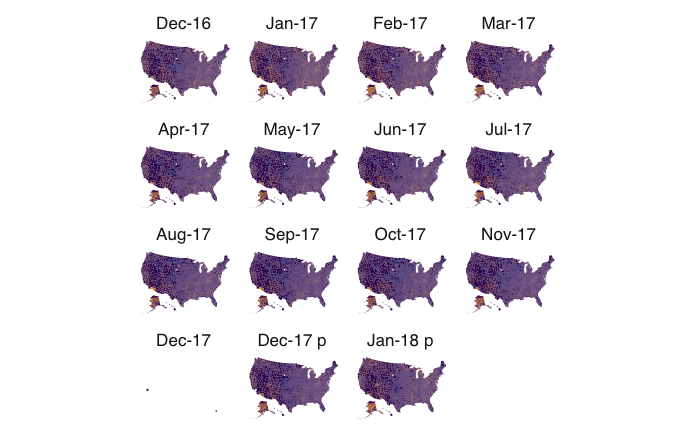 Dec-16 Jan-17 Feb-17 Mar-17
Apr-17 May-17 Jun-17 Jul-17
Aug-17 Sep-17 Oct-17 Nov-17
Dec-17 Dec-17 p Jan-18 p